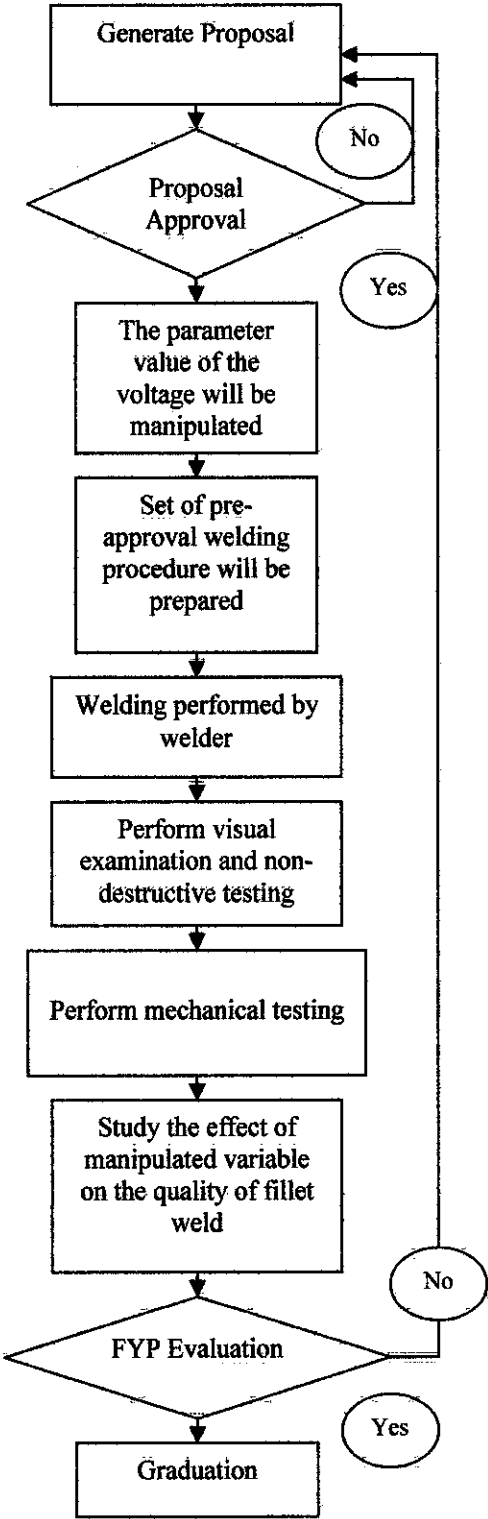 Generate Proposal
No
Proposal
Approval
Yes
The parameter
value of the
voltage will be
manipulated
Set of pre-
approval welding
procedure will be
prepared
Welding performed by
welder
Perform visual
examination and non-
destructive testing
Perform mechanical testing
Study the effect of
manipulated variable
on the quality of fillet
weld
No
FYP Evaluation
Yes
Graduation